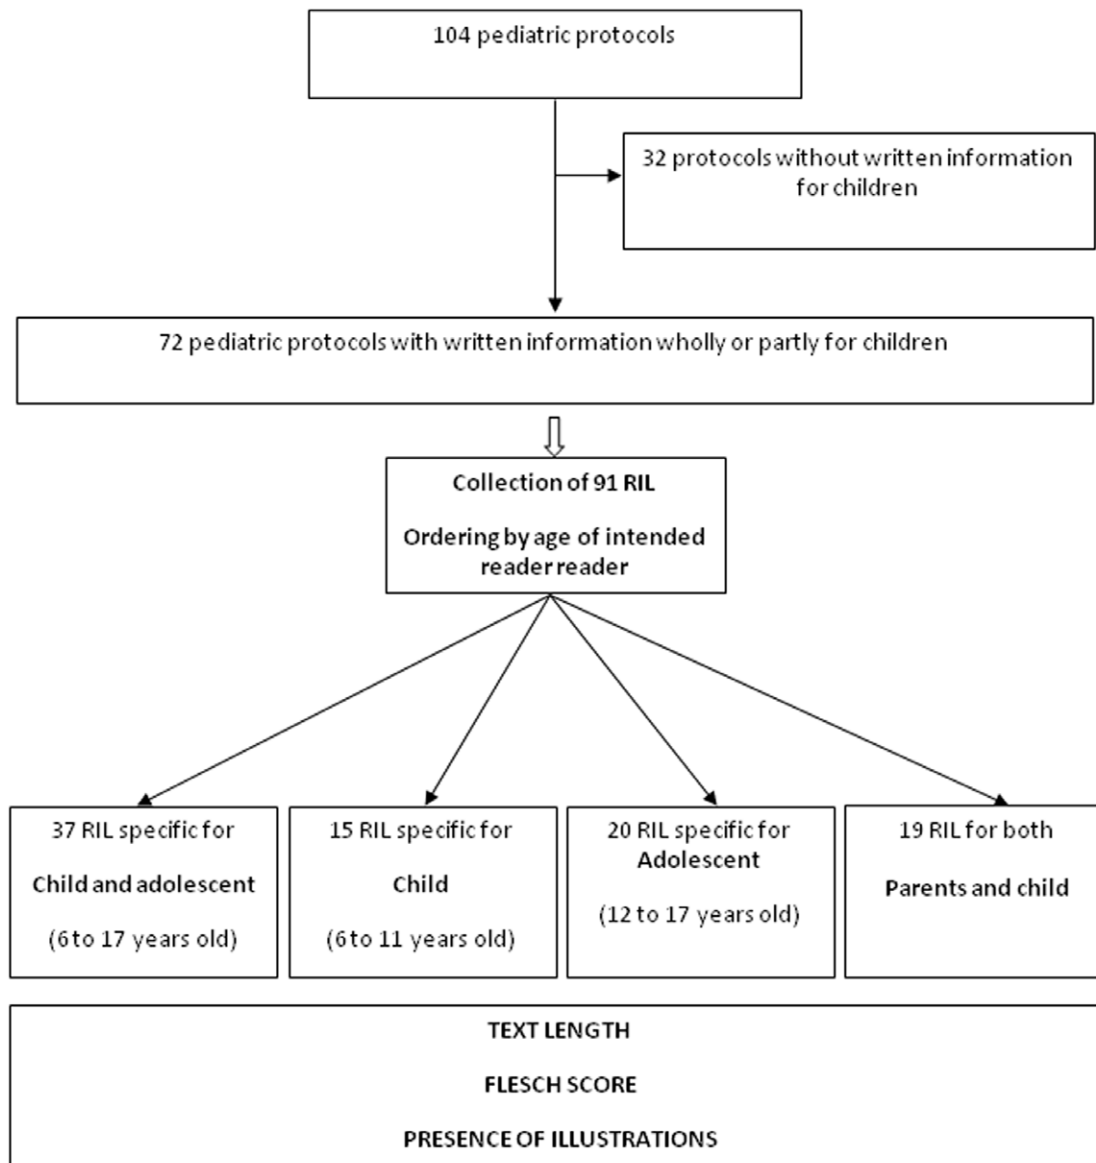 104 pediatric protocols
32 protocols without written information
for children
72 pediatric protocols with written information wholly or partly for children
Collection of 91 RIL
Ordering by age of intended
reader reader
37 RIL specific for
Child and adolescent
(6 to 17 years old)
15 RIL specific for
Child
(6 to 11 years old)
20 RIL specific for
Adolescent
(12 to 17 years old)
19 RIL for both
Parents and child
TEXT LENGTH
FLESCH SCORE
PRESENCE OF ILLUSTRATIONS